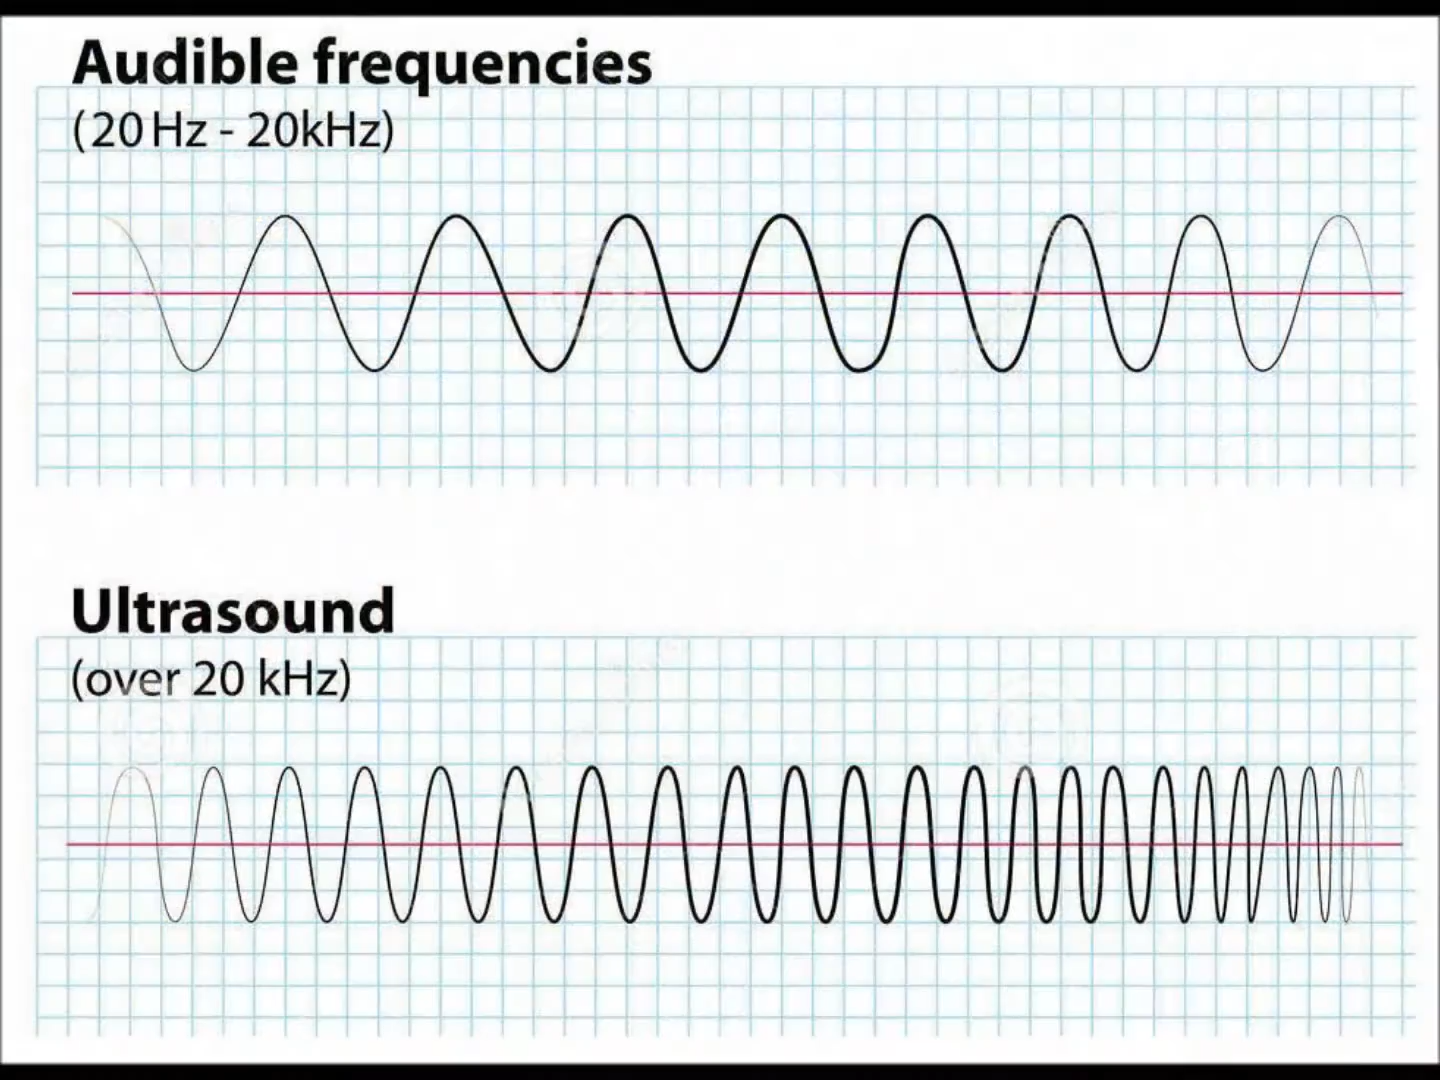 Audible frequencies
(20 Hz - 20kHz)
Ultrasound
(over 20 kHz)